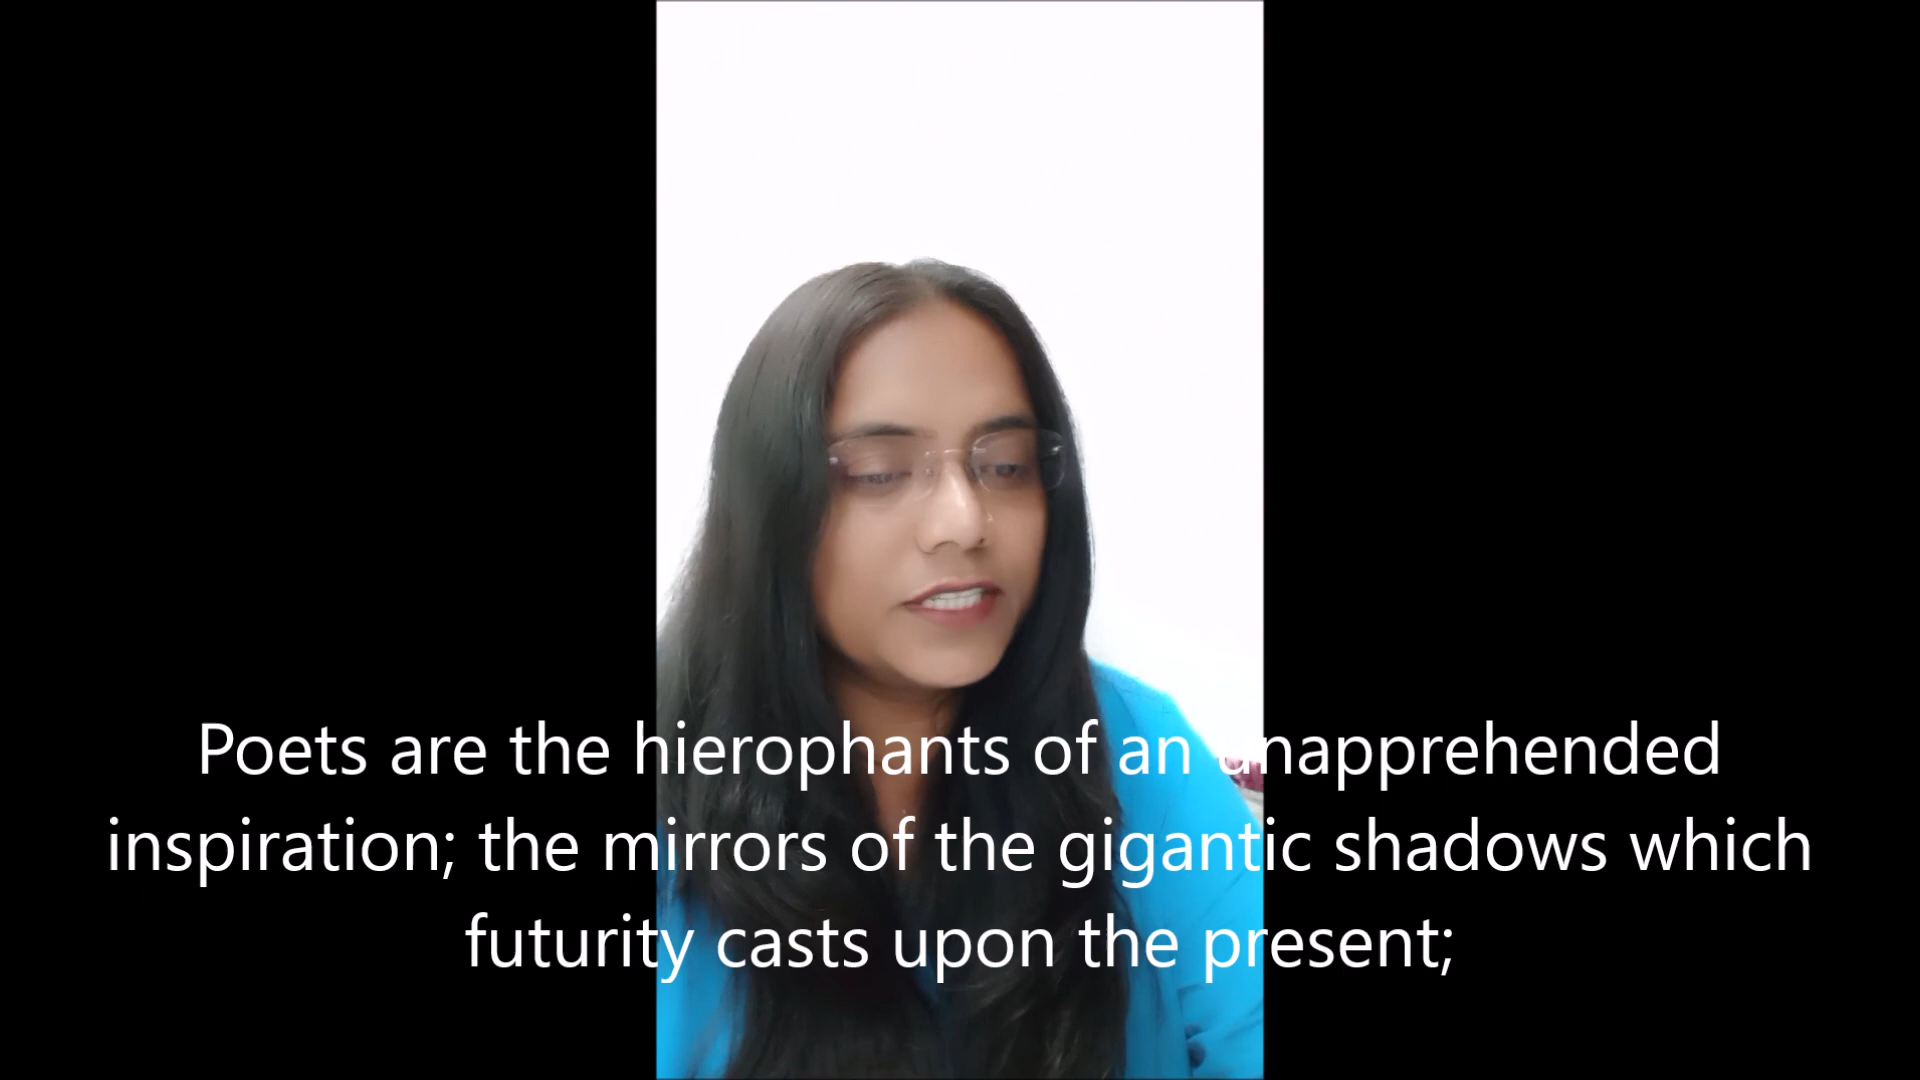 Poets are the hierophants of an unapprehended
inspiration; the mirrors of the gigantic shadows which
futurity casts upon the present;